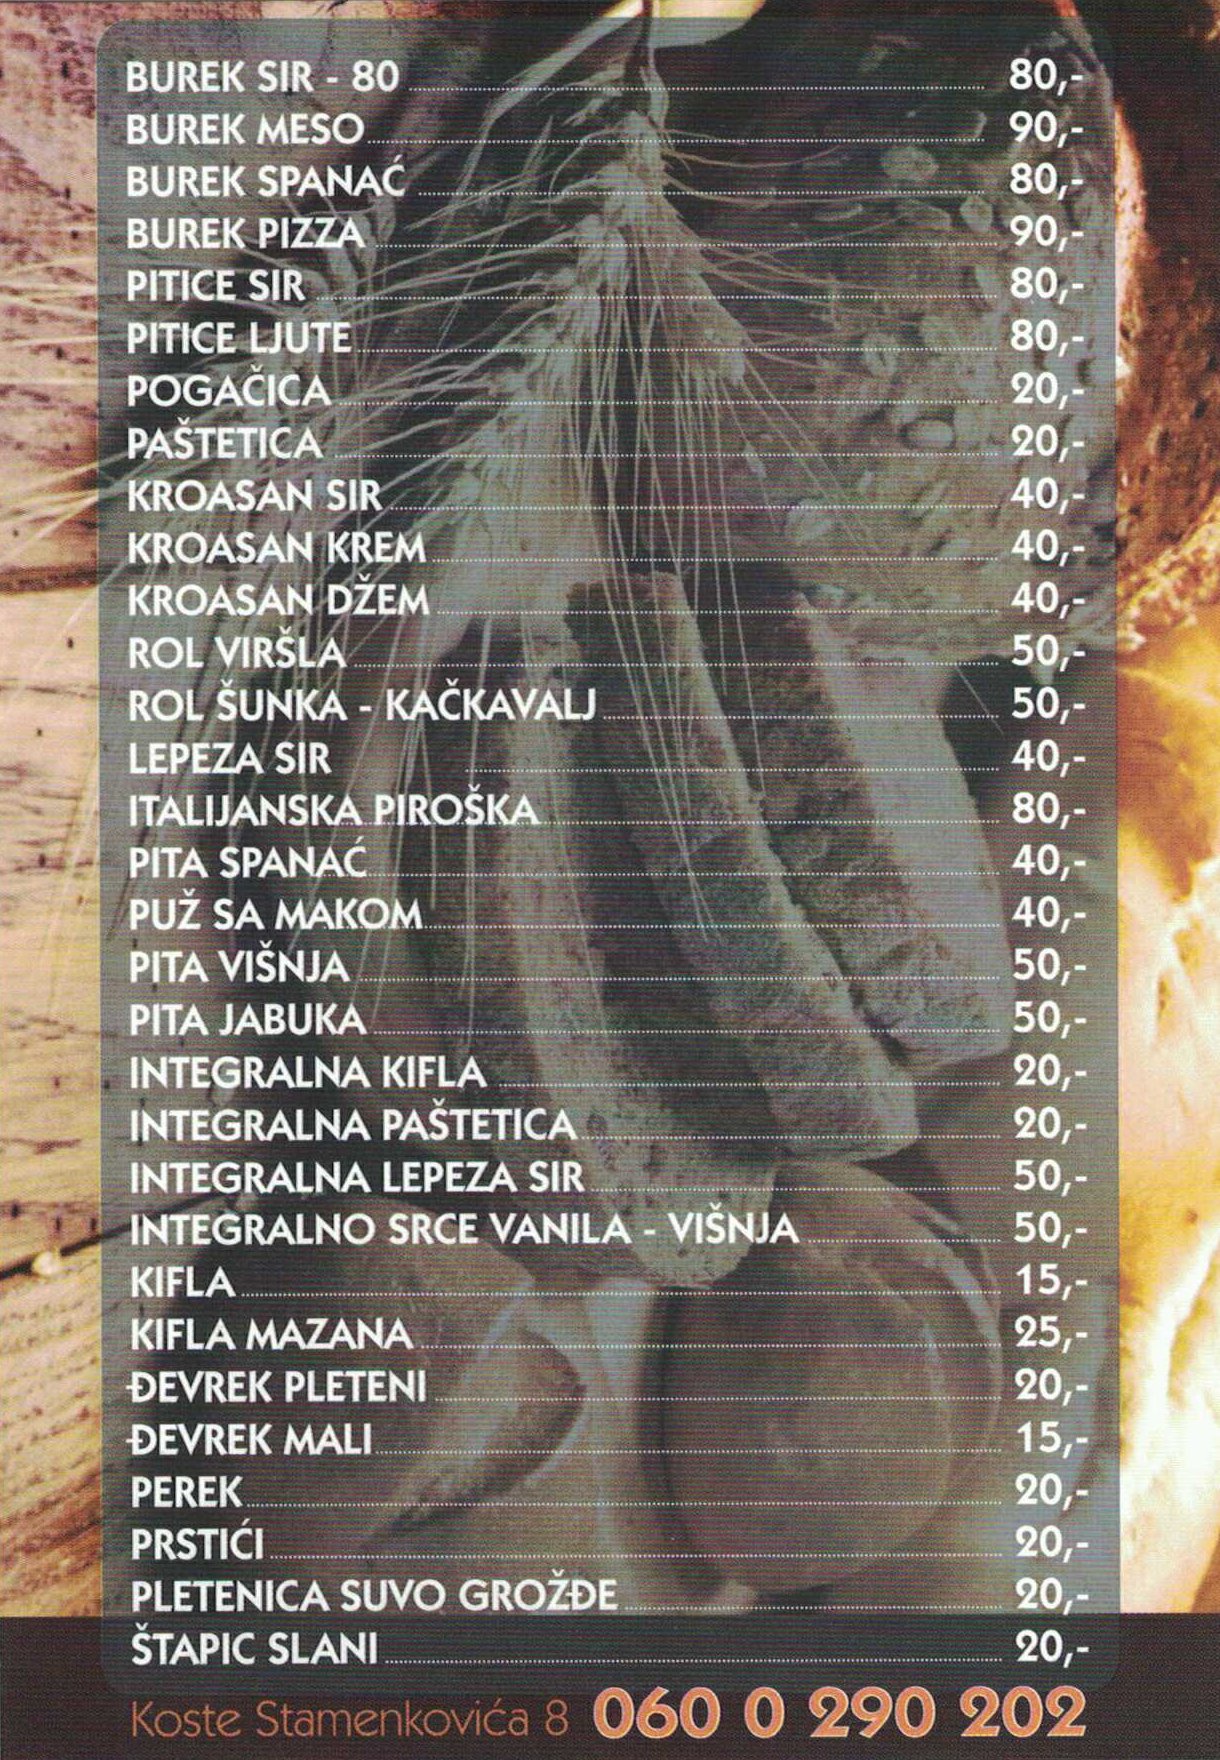 BUREK SIR - 80 80,-
BUREK MESO 90,-
BUREK SPANAĆ 80,-
BUREK PIZZA 90,-
PITICE SIR 80,-
PITICE LJUTE 80,-
POGAČICA 20,-
PAŠTETICA 20,-
KROASAN SIR 40,-
KROASAN KREM 40,-
KROASAN DŽEM 40,-
ROL VIRŠLA 50,-
ROL ŠUNKA - KAČKAVALJ 50,-
LEPEZA SIR 40,-
ITALIJANSKA PIROŠKA 80,-
PITA SPANAĆ 40,-
PUŽ SA MAKOM 40,-
PITA VIŠNJA 50,-
PITA JABUKA 50,-
INTEGRALNA KIFLA 20,-
INTEGRALNA PAŠTETICA 20,-
INTEGRALNA LEPEZA SIR 50,-
INTEGRALNO SRCE VANILA - VIŠNJA 50,-
KIFLA 15,-
KIFLA MAZANA 25,-
ĐEVREK PLETENI 20,-
ĐEVREK MALI 15,-
PEREK 20,-
PRSTIĆI 20,-
PLETENICA SUVO GROŽĐE 20,-
ŠTAPIC SLANI 20,-
Koste Stamenkovića 8 060 0 290 202